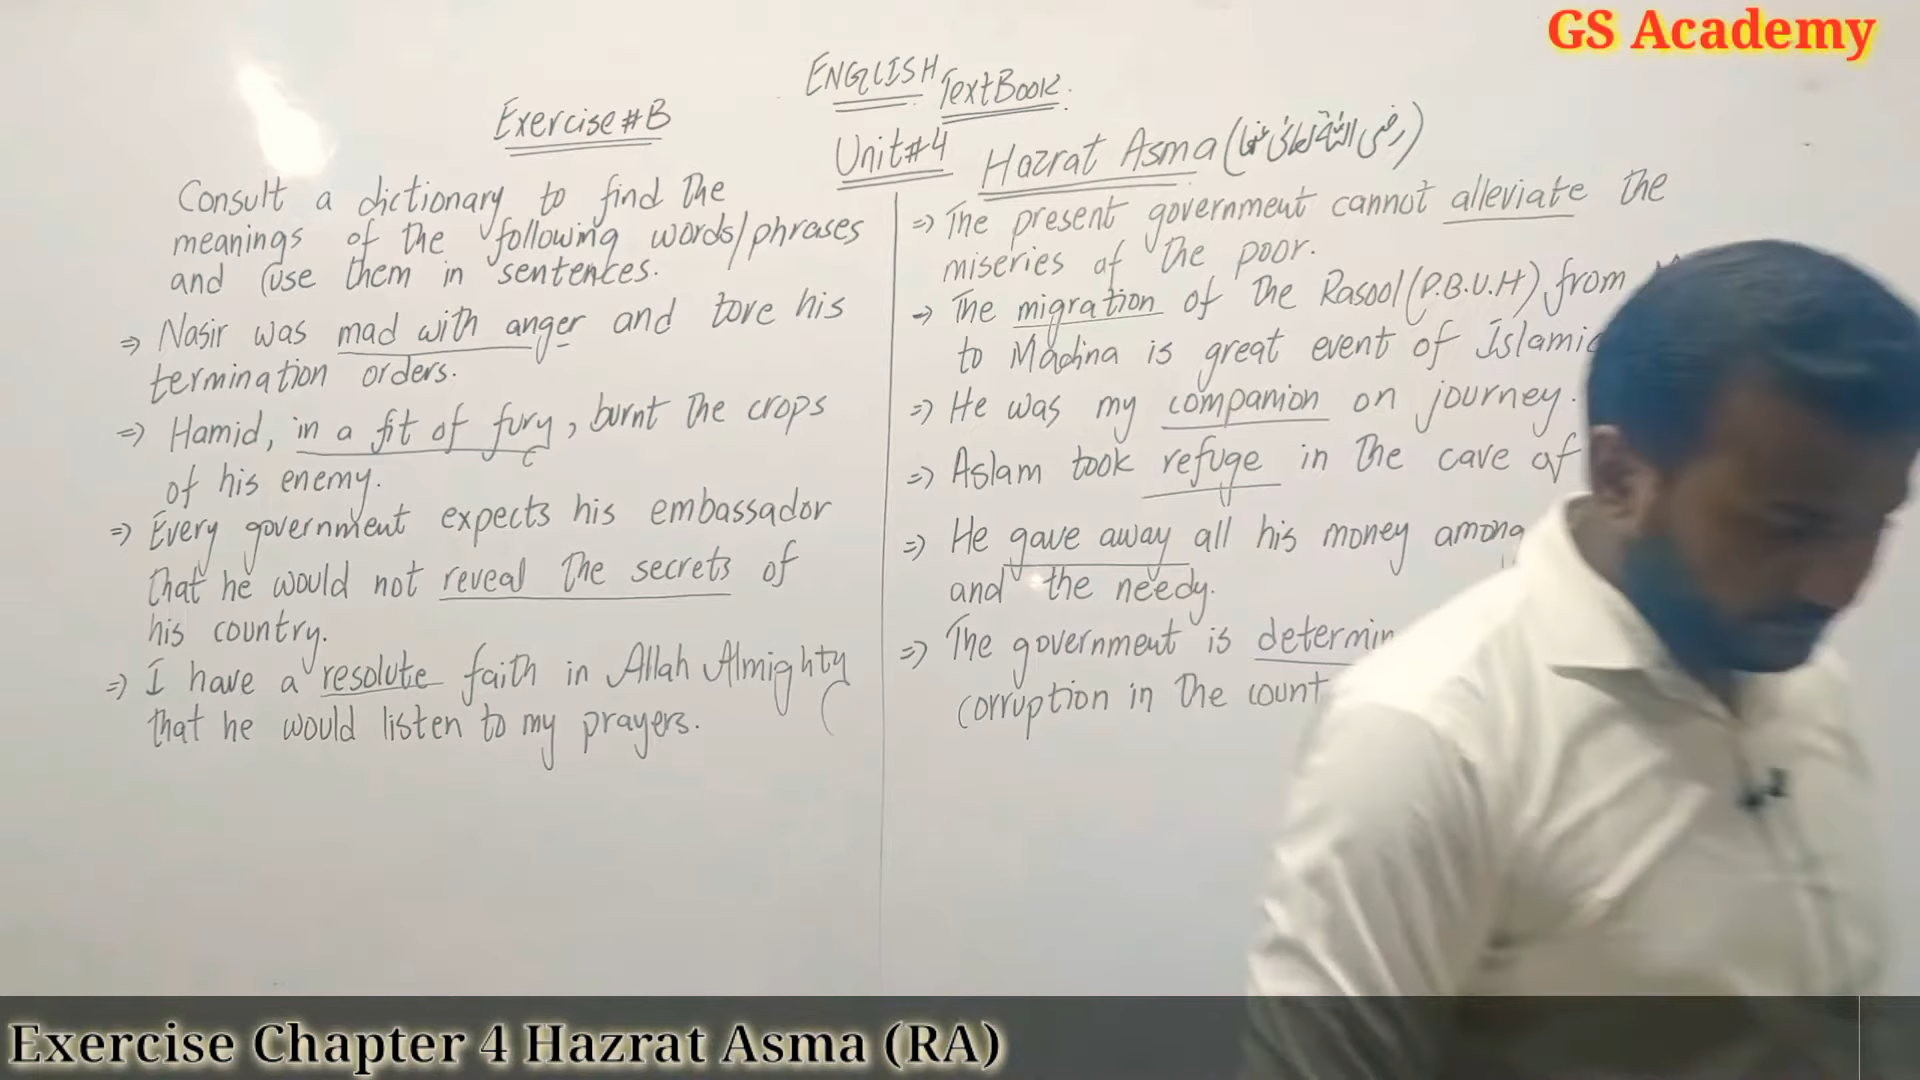 GS Academy
ENGLISH TextBook.
Exercise#B
Unit#4
Hazrat Asma (رضی اللہ تعالیٰ عنہا)
Consult a dictionary to find the
meanings of the following words/phrases
and use them in sentences.
⇒ Nasir was mad with anger and tore his
termination orders.
⇒ Hamid, in a fit of fury, burnt the crops
of his enemy.
⇒ Every government expects his embassador
that he would not reveal the secrets of
his country.
⇒ I have a resolute faith in Allah Almighty
that he would listen to my prayers.
⇒ The present government cannot alleviate the
miseries of the poor.
→ The migration of the Rasool (P.B.U.H) from
to Madina is great event of Islamic
⇒ He was my companion on journey.
⇒ Aslam took refuge in the cave of
⇒ He gave away all his money among
and the needy.
⇒ The government is determin
corruption in the count
Exercise Chapter 4 Hazrat Asma (RA)